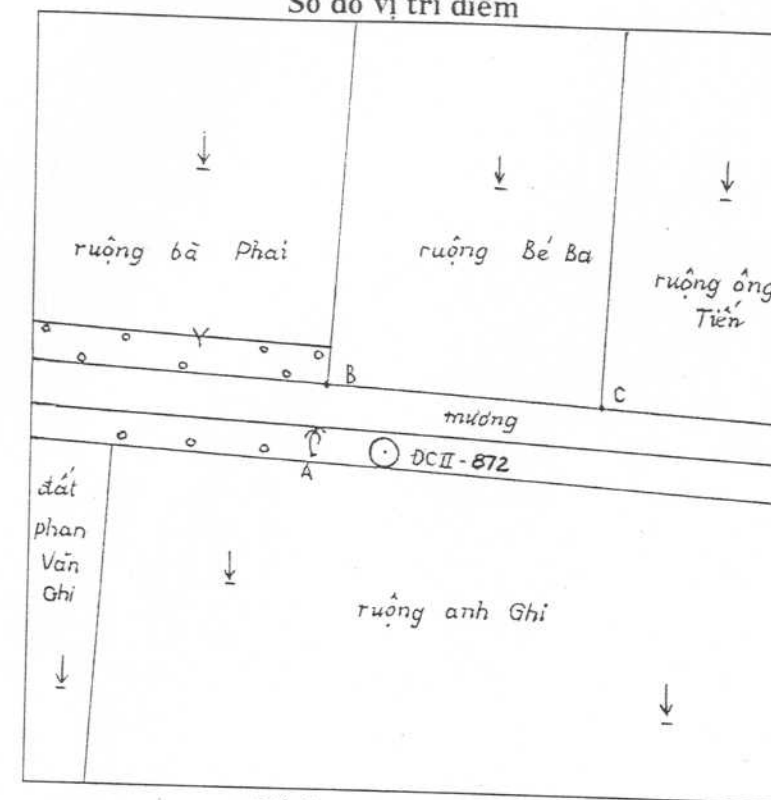 Sơ đồ vị trí điểm
ruộng bà Phai
ruộng Bé Ba
ruộng ông
Tiến
B
C
mương
A
ĐCII-872
đất
phan
Văn
Ghi
ruộng anh Ghi